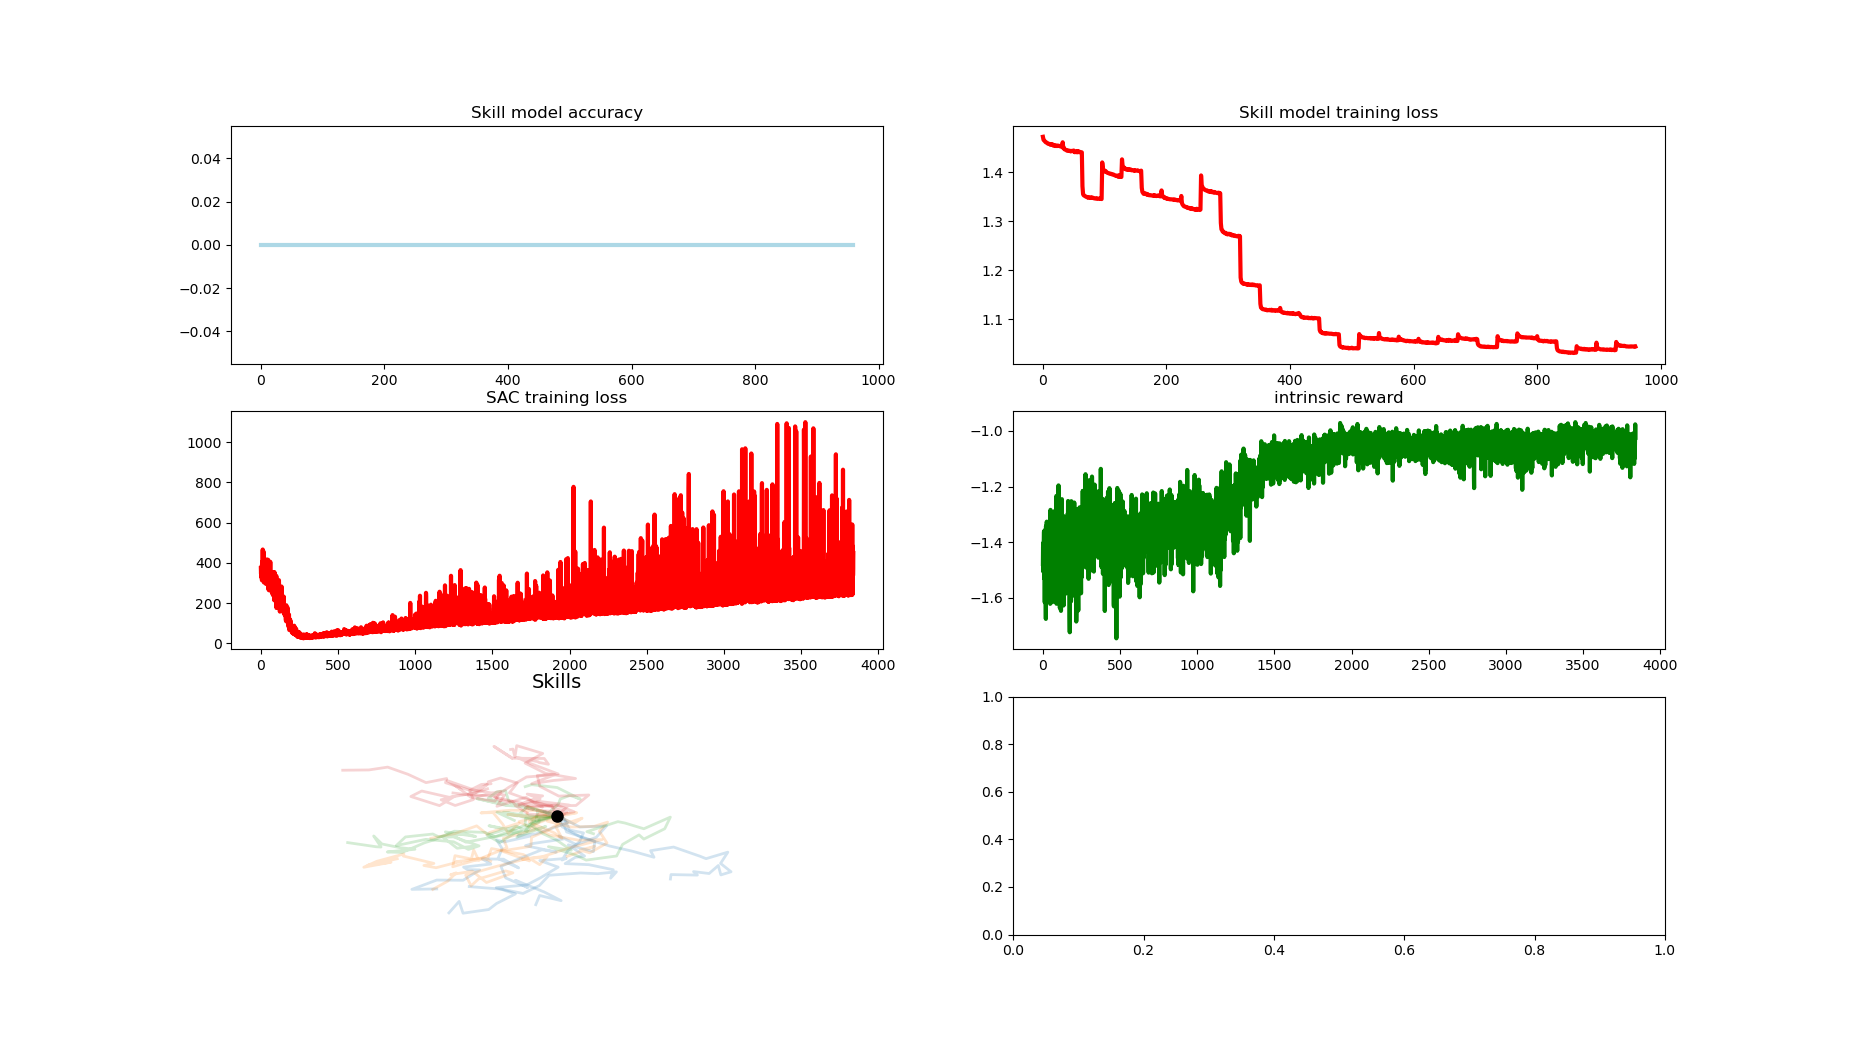 Skill model accuracy
0.04
0.02
0.00
−0.02
−0.04
0 200 400 600 800 1000
Skill model training loss
1.4
1.3
1.2
1.1
0 200 400 600 800 1000
SAC training loss
1000
800
600
400
200
0
0 500 1000 1500 2000 2500 3000 3500 4000
intrinsic reward
−1.0
−1.2
−1.4
−1.6
0 500 1000 1500 2000 2500 3000 3500 4000
Skills
1.0
0.8
0.6
0.4
0.2
0.0
0.0 0.2 0.4 0.6 0.8 1.0